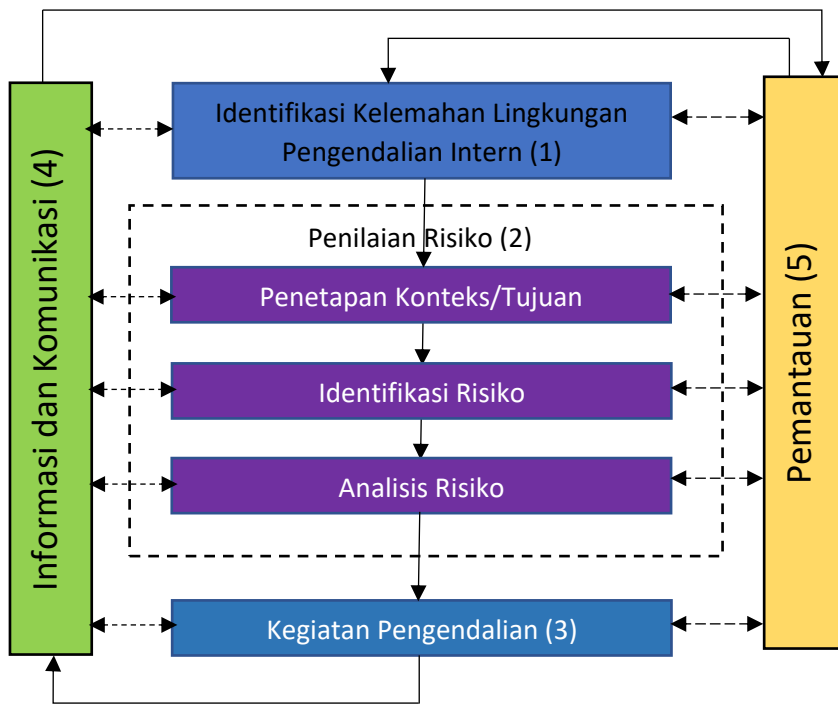 Informasi dan Komunikasi (4)
Identifikasi Kelemahan Lingkungan
Pengendalian Intern (1)
Penilaian Risiko (2)
Penetapan Konteks/Tujuan
Identifikasi Risiko
Analisis Risiko
Kegiatan Pengendalian (3)
Pemantauan (5)